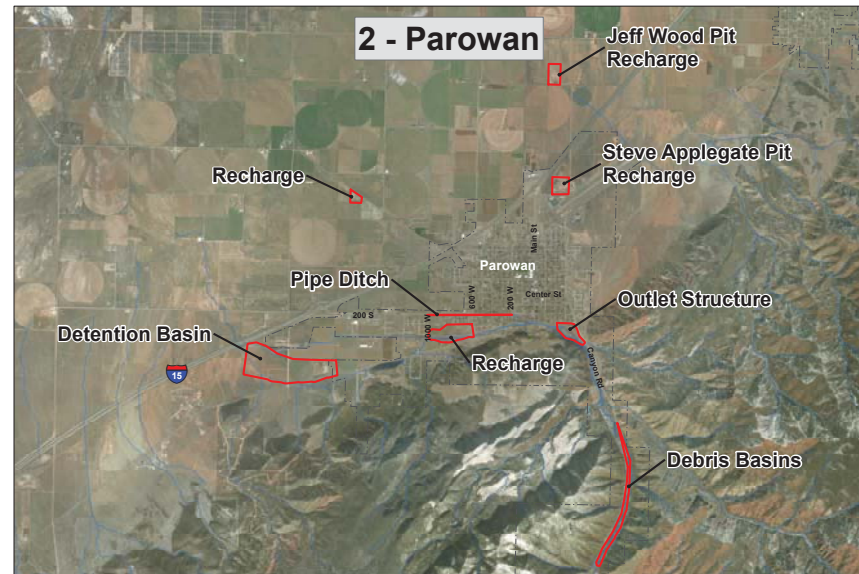 2 - Parowan
Jeff Wood Pit
Recharge
Steve Applegate Pit
Recharge
Recharge
Main St
Parowan
Pipe Ditch
600 W
200 W
Center St
Outlet Structure
200 S
1000 W
Detention Basin
Recharge
Canyon Rd
15
Debris Basins